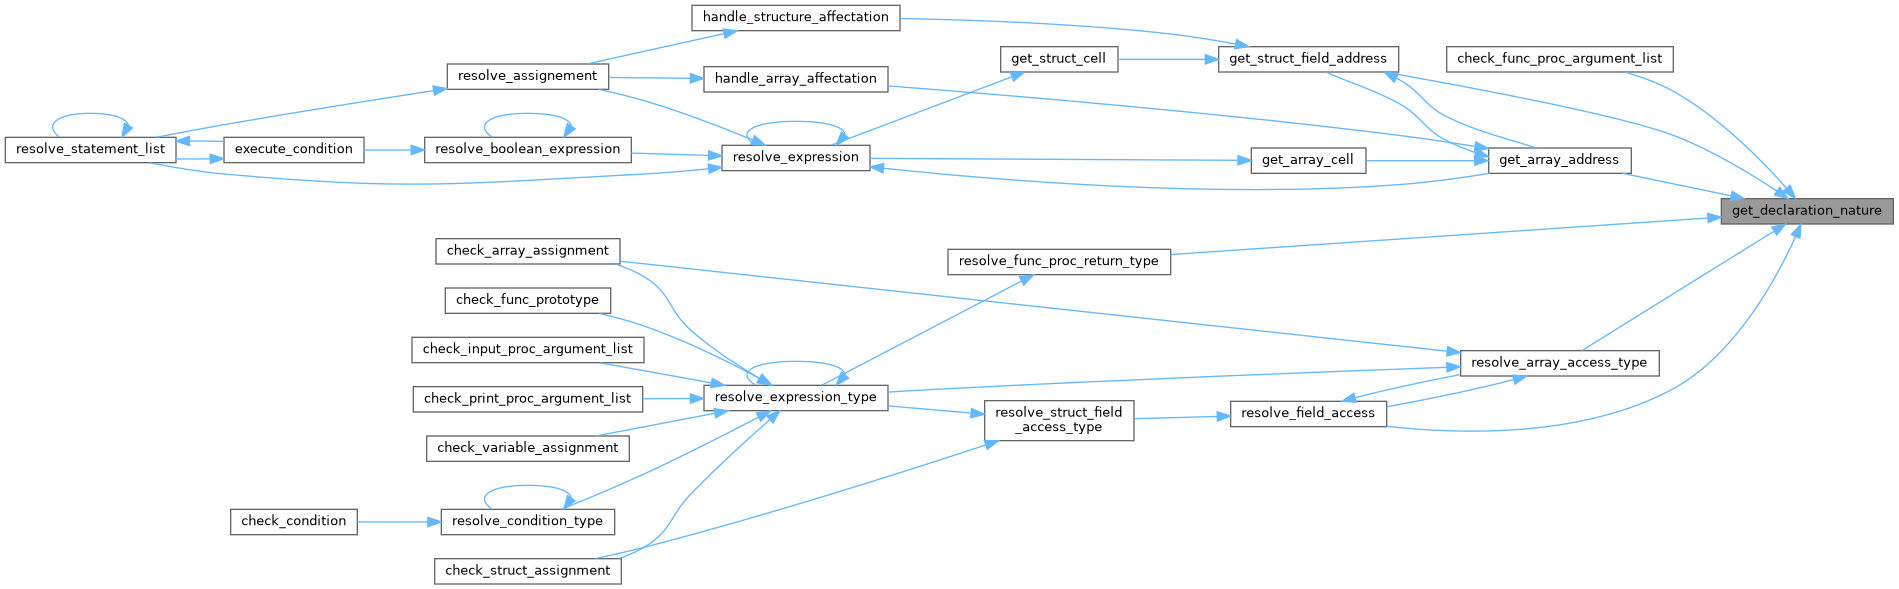 handle_structure_affectation
get_struct_cell
get_struct_field_address
check_func_proc_argument_list
resolve_assignement
handle_array_affectation
resolve_statement_list
execute_condition
resolve_boolean_expression
resolve_expression
get_array_cell
get_array_address
get_declaration_nature
check_array_assignment
resolve_func_proc_return_type
check_func_prototype
check_input_proc_argument_list
resolve_array_access_type
check_print_proc_argument_list
resolve_expression_type
resolve_struct_field
_access_type
resolve_field_access
check_variable_assignment
check_condition
resolve_condition_type
check_struct_assignment